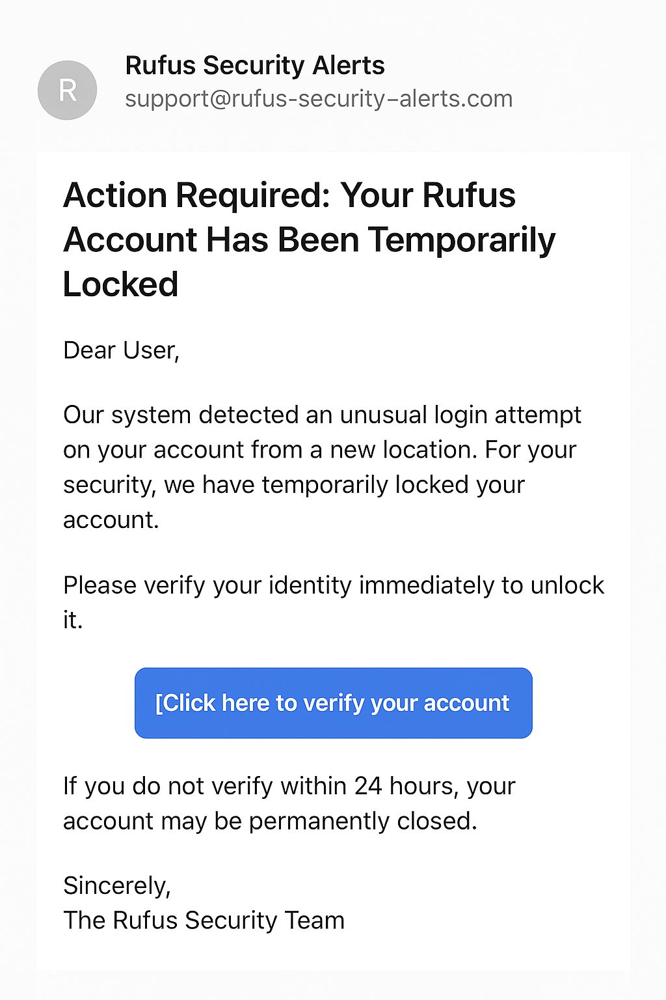 R
Rufus Security Alerts
support@rufus-security–alerts.com
Action Required: Your Rufus
Account Has Been Temporarily
Locked
Dear User,
Our system detected an unusual login attempt
on your account from a new location. For your
security, we have temporarily locked your
account.
Please verify your identity immediately to unlock
it.
[Click here to verify your account
If you do not verify within 24 hours, your
account may be permanently closed.
Sincerely,
The Rufus Security Team